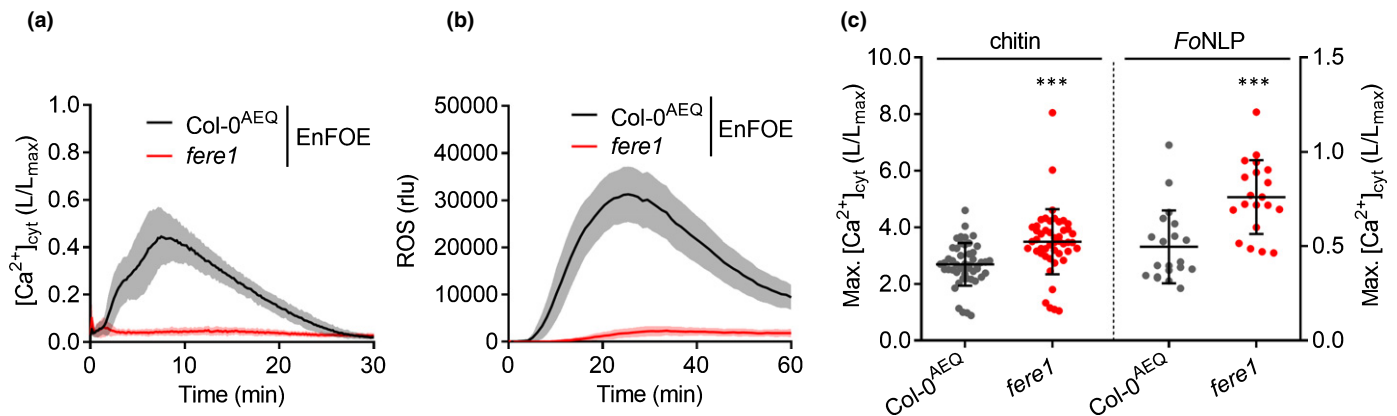 (a)
[Ca²⁺]cyt (L/Lmax)
1.0
0.8
0.6
0.4
0.2
0.0
0 10 20 30
Time (min)
Col-0ᴬᴱQ
fere1
EnFOE
(b)
ROS (rlu)
50000
40000
30000
20000
10000
0
0 20 40 60
Time (min)
Col-0ᴬᴱQ
fere1
EnFOE
(c)
chitin FoNLP
*** ***
Max. [Ca²⁺]cyt (L/Lmax)
10.0
8.0
6.0
4.0
2.0
0.0
1.5
1.0
0.5
0.0
Max. [Ca²⁺]cyt (L/Lmax)
Col-0ᴬᴱQ fere1 Col-0ᴬᴱQ fere1